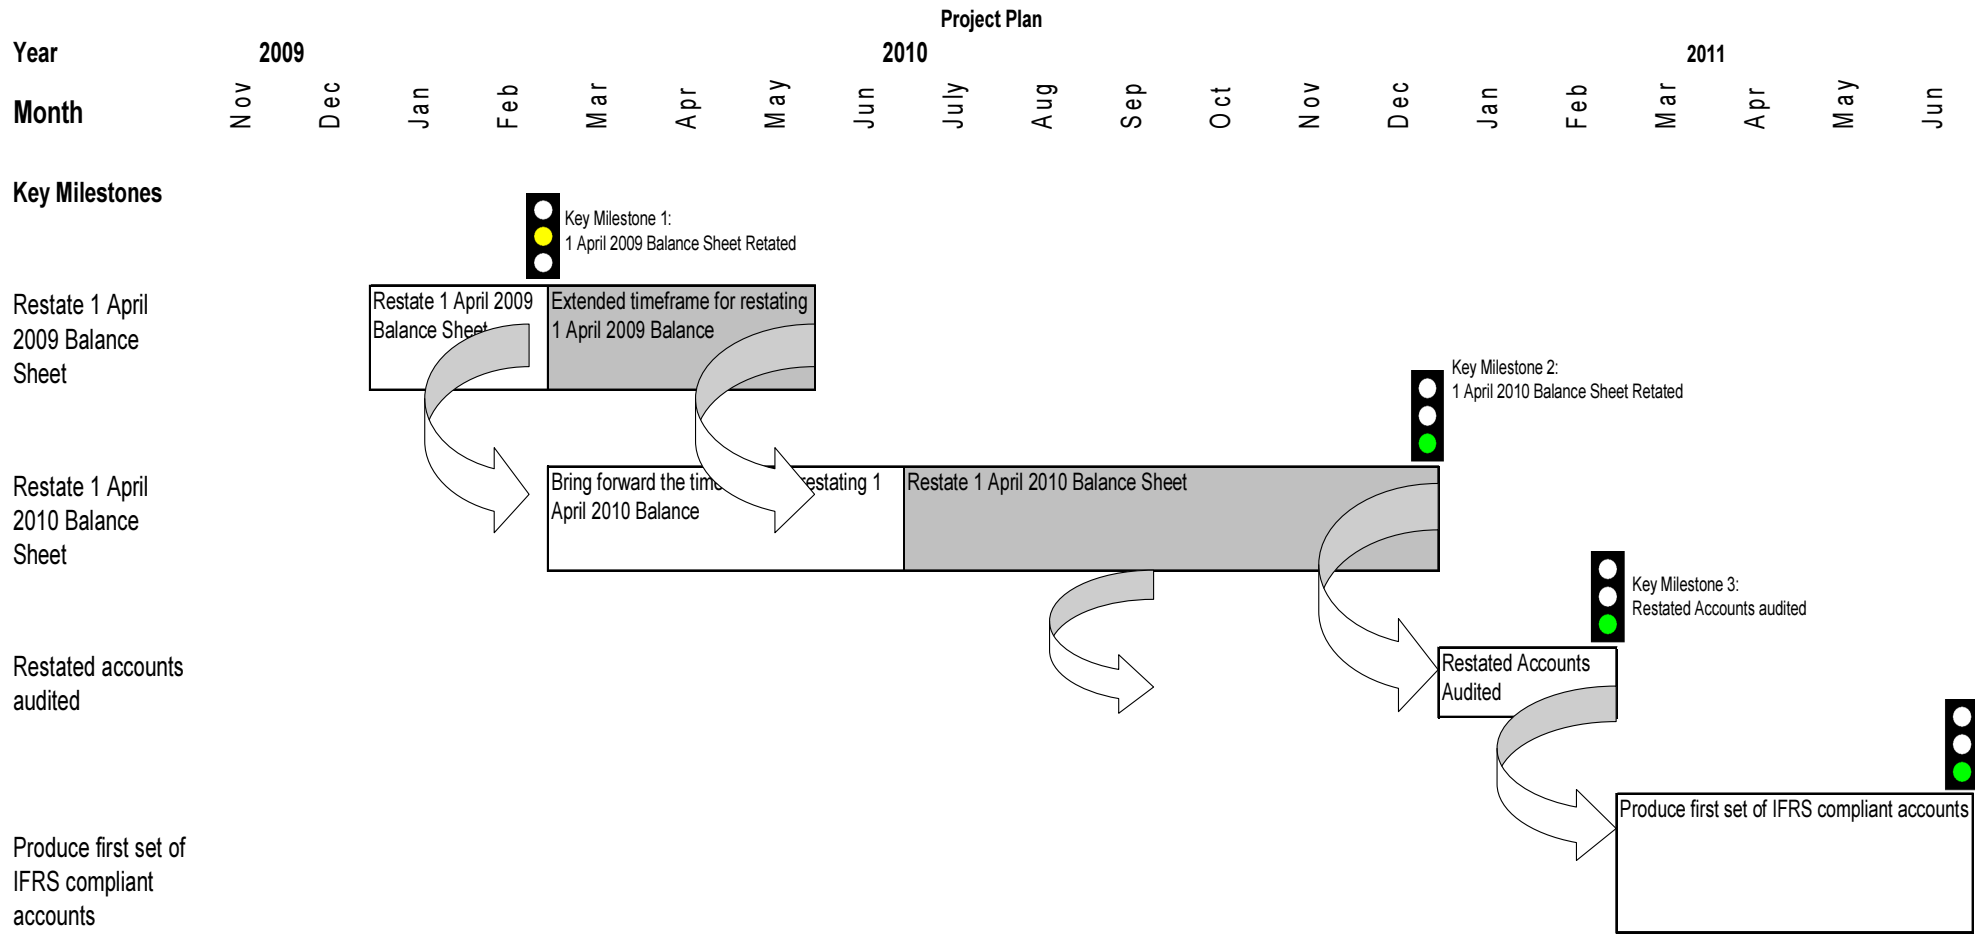 Project Plan
Year 2009 2010 2011
Month Nov Dec Jan Feb Mar Apr May Jun July Aug Sep Oct Nov Dec Jan Feb Mar Apr May Jun
Key Milestones
Key Milestone 1:
1 April 2009 Balance Sheet Retated
Restate 1 April
2009 Balance
Sheet
Restate 1 April 2009
Balance Sheet
Extended timeframe for restating
1 April 2009 Balance
Key Milestone 2:
1 April 2010 Balance Sheet Retated
Restate 1 April
2010 Balance
Sheet
Bring forward the restating 1
April 2010 Balance
Restate 1 April 2010 Balance Sheet
Key Milestone 3:
Restated Accounts audited
Restated accounts
audited
Restated Accounts
Audited
Produce first set of
IFRS compliant
accounts
Produce first set of IFRS compliant accounts